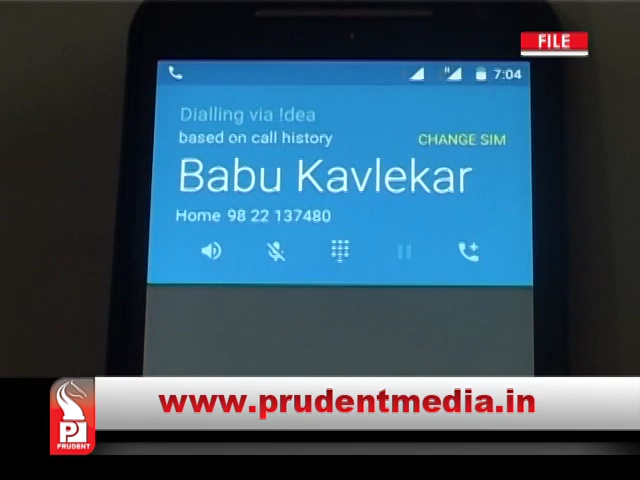 FILE
7:04
Dialling via !dea
based on call history
CHANGE SIM
Babu Kavlekar
Home 98 22 137480
www.prudentmedia.in
P
PRUDENT